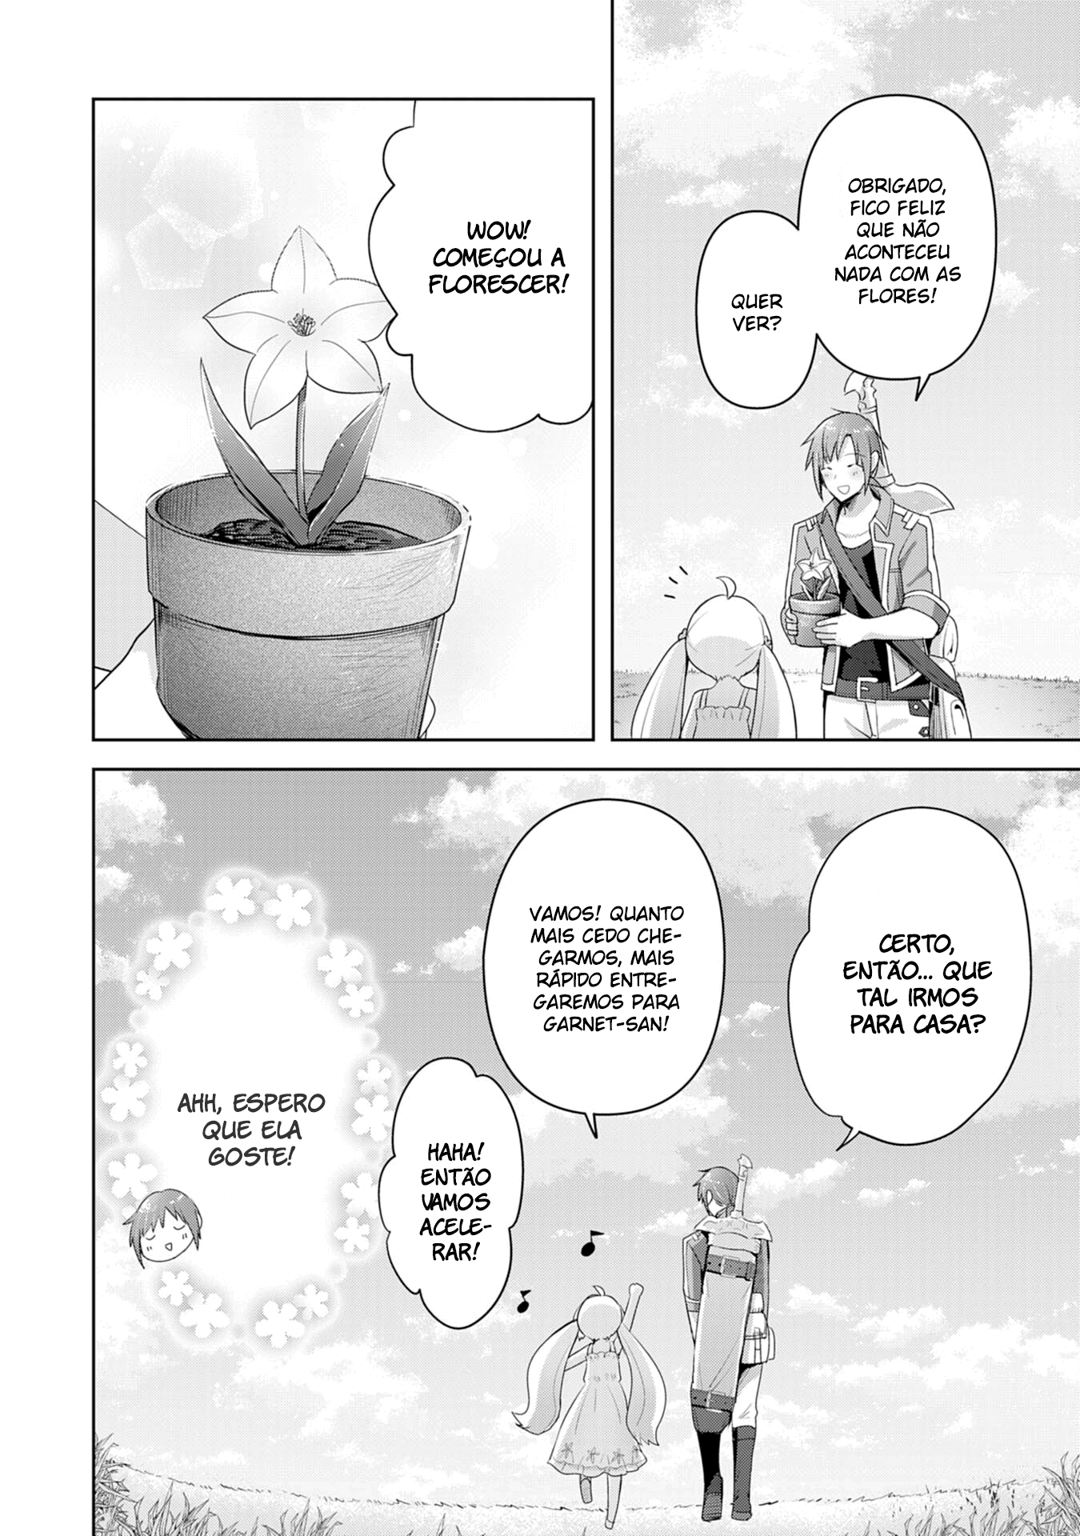 OBRIGADO,
FICO FELIZ
QUE NÃO
ACONTECEU
NADA COM AS
FLORES!
QUER
VER?
WOW!
COMEÇOU A
FLORESCER!
CERTO,
ENTÃO... QUE
TAL IRMOS
PARA CASA?
VAMOS! QUANTO
MAIS CEDO CHE-
GARMOS, MAIS
RÁPIDO ENTRE-
GAREMOS PARA
GARNET-SAN!
HAHA!
ENTÃO
VAMOS
ACELE-
RAR!
AHH, ESPERO
QUE ELA
GOSTE!